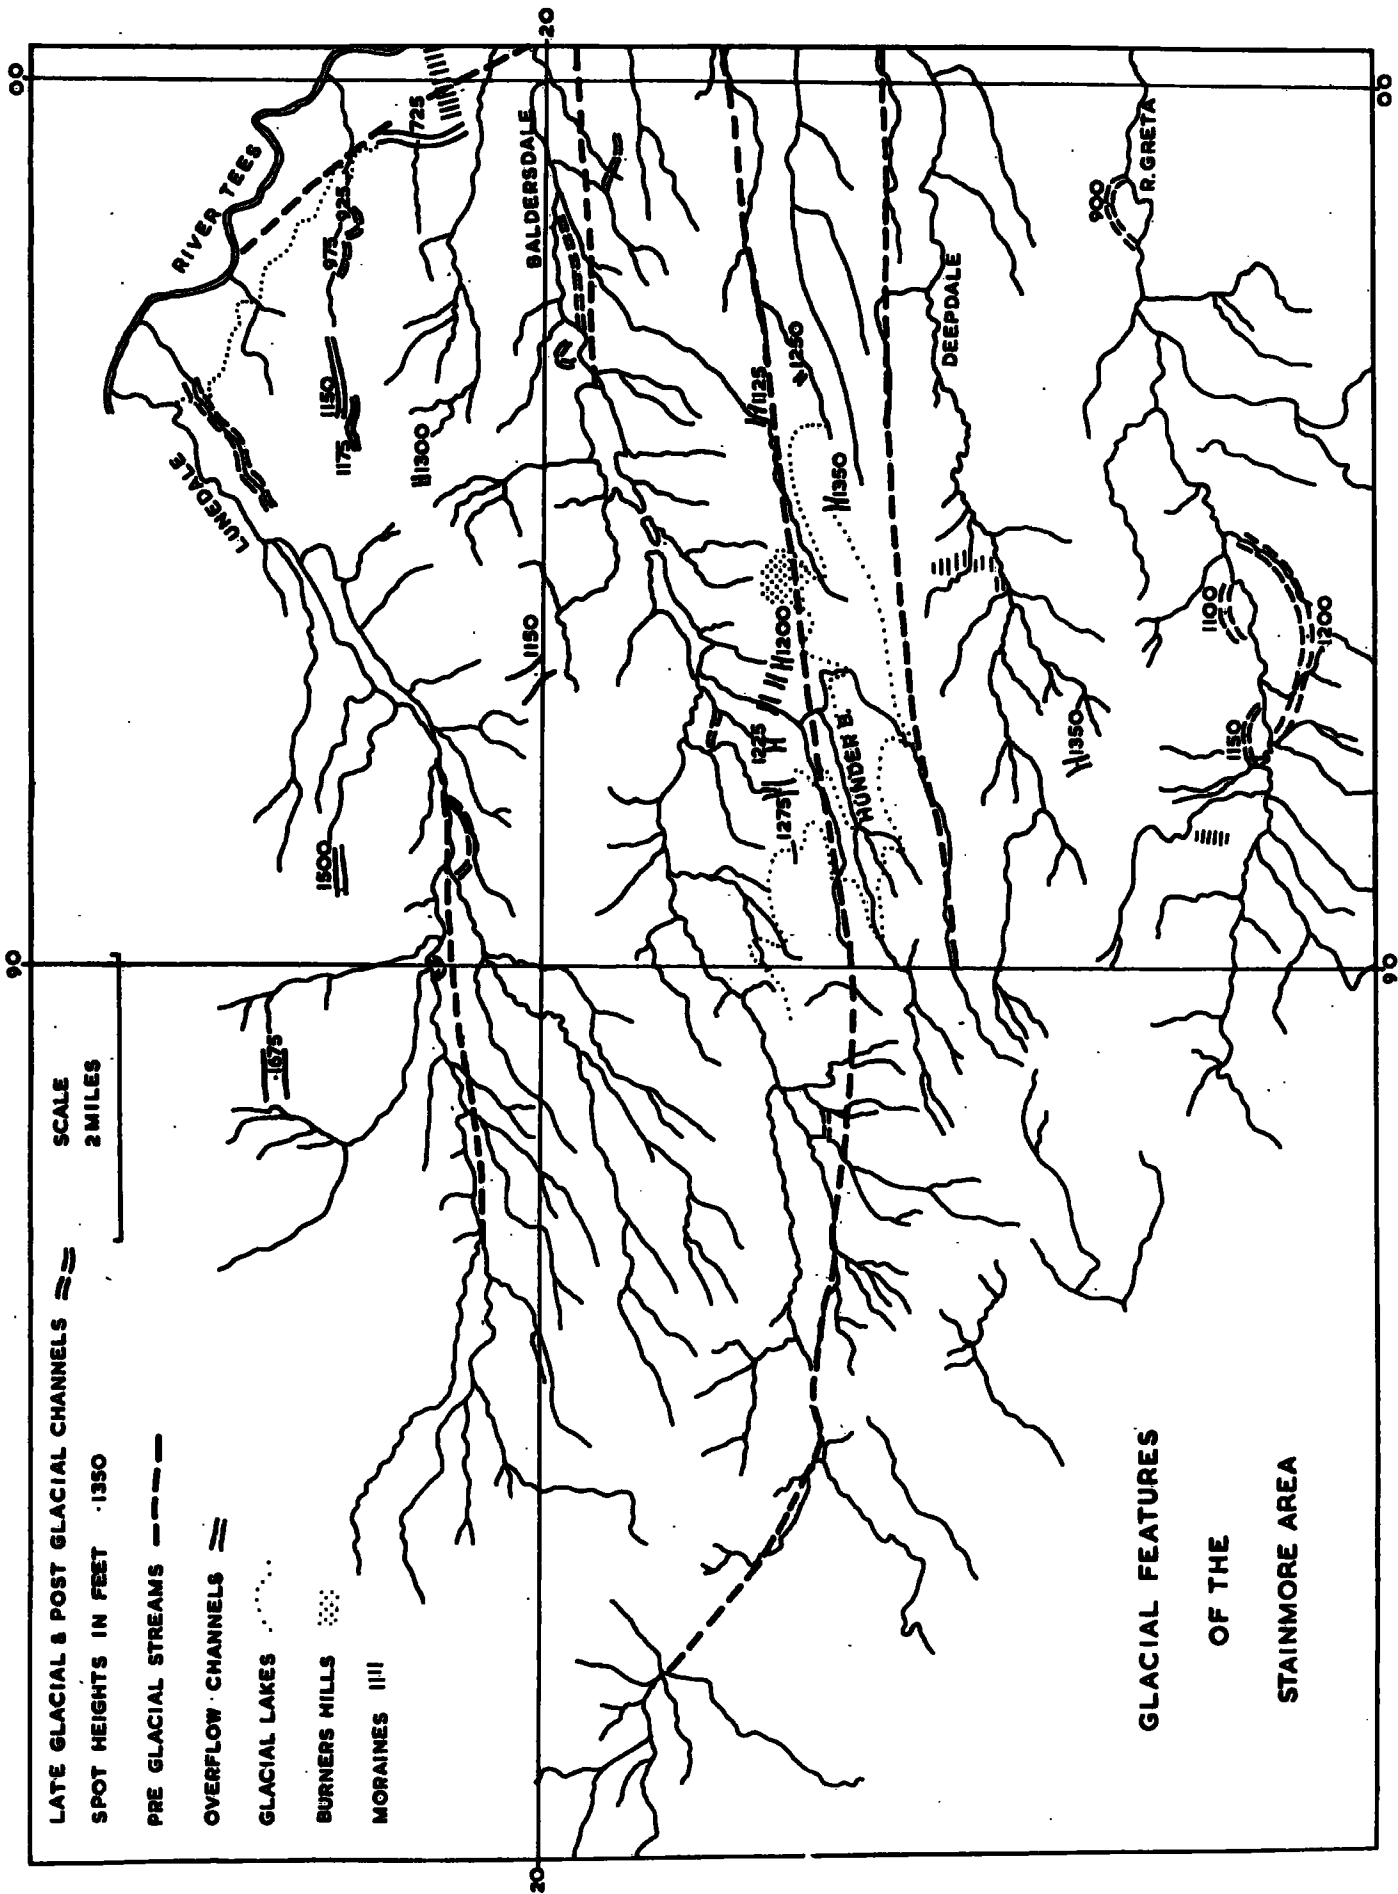 LATE GLACIAL & POST GLACIAL CHANNELS
SPOT HEIGHTS IN FEET ·1350
PRE GLACIAL STREAMS
OVERFLOW CHANNELS
GLACIAL LAKES
BURNERS HILLS
MORAINES
SCALE
2 MILES
90
00
RIVER TEES
LUNEDALE
725
925
975
1150
1175
1300
1500
·1675
20
20
BALDERSDALE
1150
1125
·1250
1350
1200
1225
1275
HUNDER B.
DEEPDALE
1350
R. GRETA
900
1100
1200
1150
90
00
GLACIAL FEATURES
OF THE
STAINMORE AREA